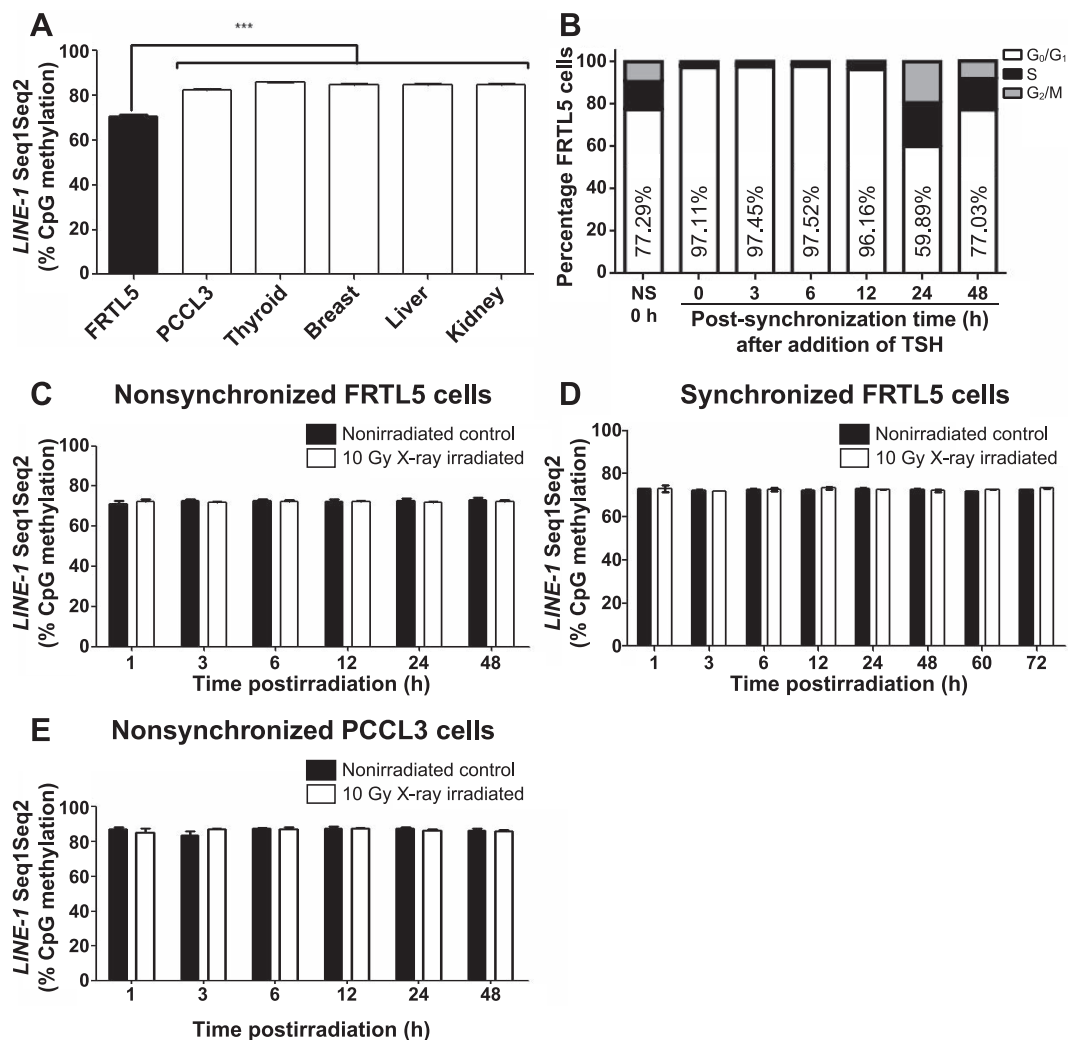 A
***
LINE-1 Seq1Seq2
(% CpG methylation)
100
80
60
40
20
0
FRTL5
PCCL3
Thyroid
Breast
Liver
Kidney
B
G0/G1
S
G2/M
Percentage FRTL5 cells
100
80
60
40
20
0
77.29%
97.11%
97.45%
97.52%
96.16%
59.89%
77.03%
NS 0 3 6 12 24 48
0 h
Post-synchronization time (h)
after addition of TSH
C Nonsynchronized FRTL5 cells
Nonirradiated control
10 Gy X-ray irradiated
LINE-1 Seq1Seq2
(% CpG methylation)
100
80
60
40
20
0
1 3 6 12 24 48
Time postirradiation (h)
D Synchronized FRTL5 cells
Nonirradiated control
10 Gy X-ray irradiated
LINE-1 Seq1Seq2
(% CpG methylation)
100
80
60
40
20
0
1 3 6 12 24 48 60 72
Time postirradiation (h)
E Nonsynchronized PCCL3 cells
Nonirradiated control
10 Gy X-ray irradiated
LINE-1 Seq1Seq2
(% CpG methylation)
100
80
60
40
20
0
1 3 6 12 24 48
Time postirradiation (h)